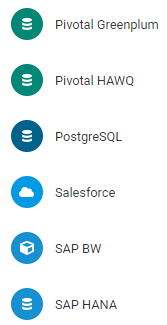 Pivotal Greenplum
Pivotal HAWQ
PostgreSQL
Salesforce
SAP BW
SAP HANA